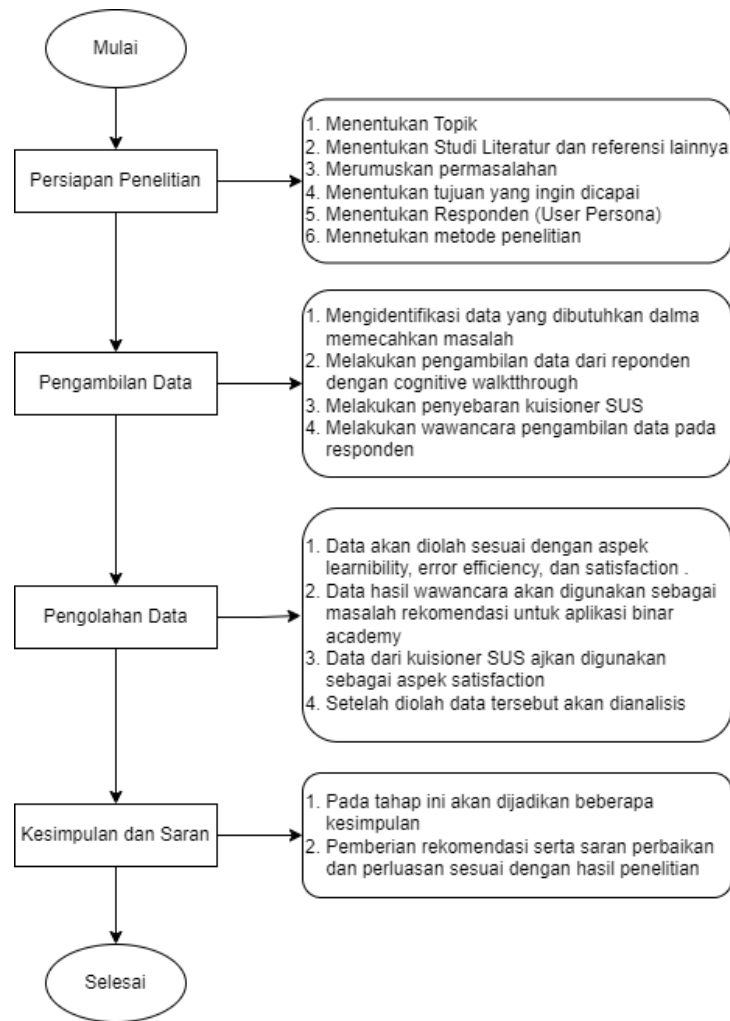 Mulai
Persiapan Penelitian
1. Menentukan Topik
2. Menentukan Studi Literatur dan referensi lainnya
3. Merumuskan permasalahan
4. Menentukan tujuan yang ingin dicapai
5. Menentukan Responden (User Persona)
6. Mennetukan metode penelitian
Pengambilan Data
1. Mengidentifikasi data yang dibutuhkan dalma
memecahkan masalah
2. Melakukan pengambilan data dari reponden
dengan cognitive walktthrough
3. Melakukan penyebaran kuisioner SUS
4. Melakukan wawancara pengambilan data pada
responden
Pengolahan Data
1. Data akan diolah sesuai dengan aspek
learnibility, error efficiency, dan satisfaction .
2. Data hasil wawancara akan digunakan sebagai
masalah rekomendasi untuk aplikasi binar
academy
3. Data dari kuisioner SUS ajkan digunakan
sebagai aspek satisfaction
4. Setelah diolah data tersebut akan dianalisis
Kesimpulan dan Saran
1. Pada tahap ini akan dijadikan beberapa
kesimpulan
2. Pemberian rekomendasi serta saran perbaikan
dan perluasan sesuai dengan hasil penelitian
Selesai